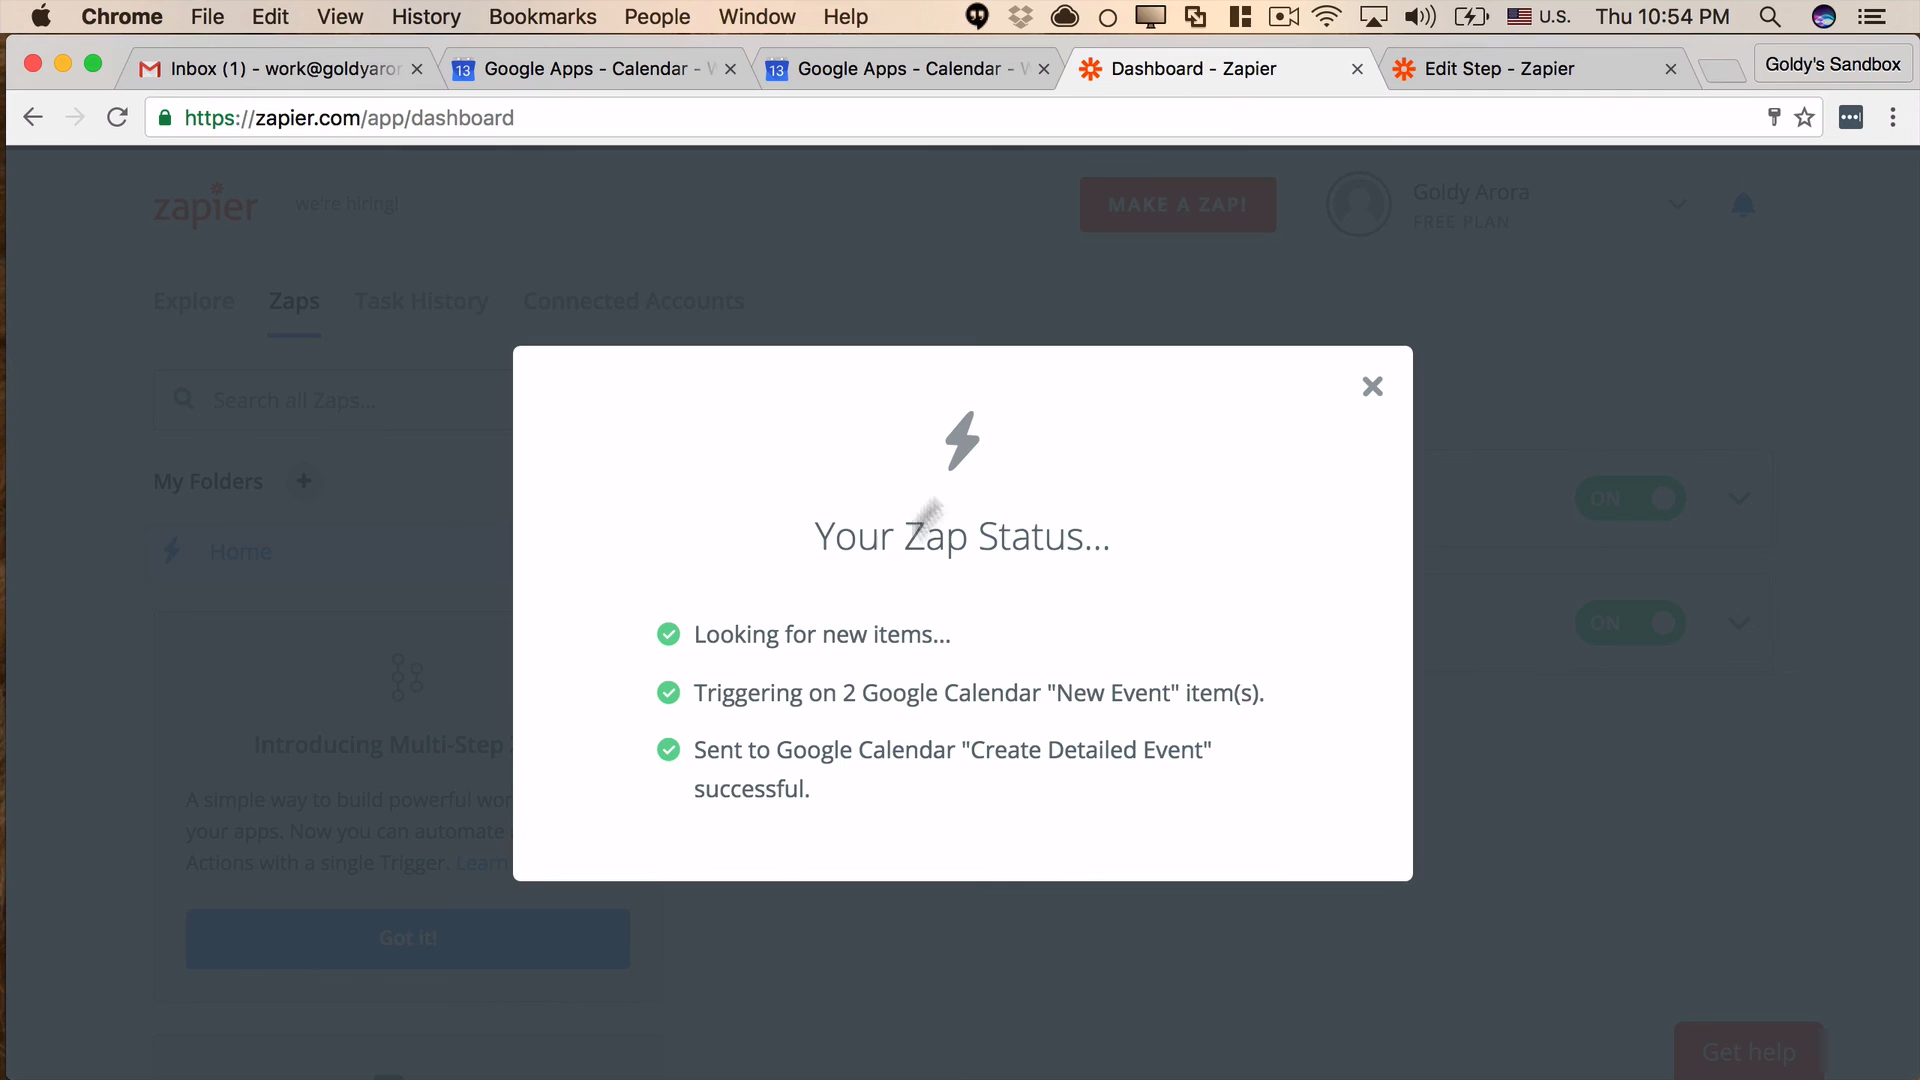 Chrome File Edit View History Bookmarks People Window Help U.S. Thu 10:54 PM
Inbox (1) - work@goldyaror
13 Google Apps - Calendar - W
13 Google Apps - Calendar - W
Dashboard - Zapier
Edit Step - Zapier
Goldy's Sandbox
https://zapier.com/app/dashboard
zapier we're hiring!
MAKE A ZAP!
Goldy Arora
FREE PLAN
Explore Zaps Task History Connected Accounts
Search all Zaps...
My Folders +
ON
Your Zap Status...
Home
Looking for new items...
ON
Triggering on 2 Google Calendar "New Event" item(s).
Sent to Google Calendar "Create Detailed Event"
successful.
Introducing Multi-Step
A simple way to build powerful wor
your apps. Now you can automate
Actions with a single Trigger. Learn
Got it!
Get help